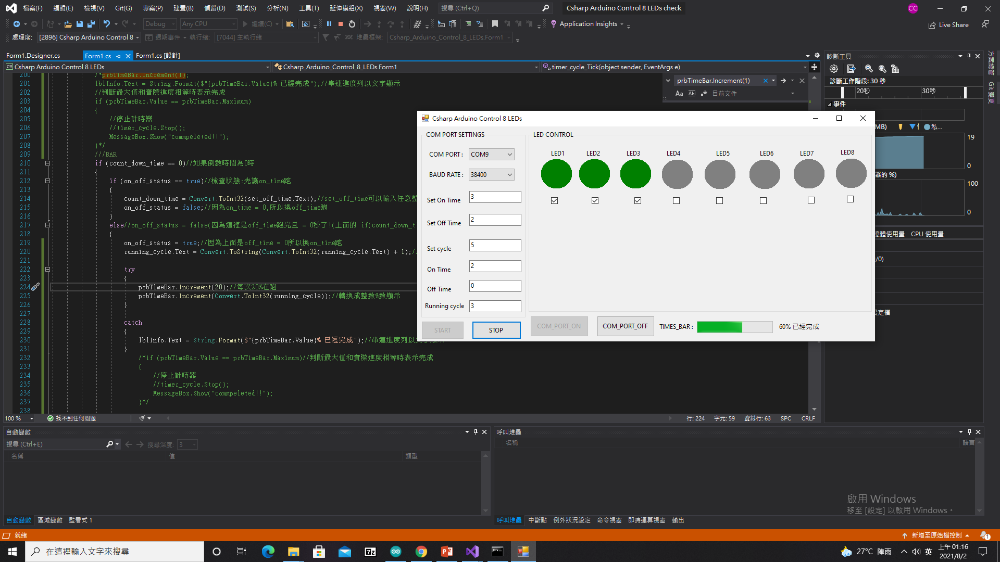 檔案(F) 編輯(E) 檢視(V) Git(G) 專案(P) 建置(B) 偵錯(D) 測試(S) 分析(N) 工具(T) 延伸模組(X) 視窗(W) 說明(H) 搜尋 (Ctrl+Q) Csharp Arduino Control 8 LEDs check CC
Debug Any CPU 繼續(C) Application Insights Live Share
處理序: [2896] Csharp Arduino Control 8 週期事件 執行緒: [7044] 主執行緒 堆疊框架: Csharp_Arduino_Control_8_LEDs.Form1
Form1.Designer.cs Form1.cs Form1.cs [設計]
Csharp Arduino Control 8 LEDs Csharp_Arduino_Control_8_LEDs.Form1 timer_cycle_Tick(object sender, EventArgs e)
200 /*prbTimeBar.Increment(1);
201 lblInfo.Text = String.Format($"{prbTimeBar.Value}% 已經完成");//串連進度列以文字顯示
202 //判斷最大值和實際進度相等時表示完成
203 if (prbTimeBar.Value == prbTimeBar.Maximum)
204 {
205 //停止計時器
206 //timer_cycle.Stop();
207 MessageBox.Show("commpeleted!!");
208 }*/
209 ///BAR
210 if (count_down_time == 0)//如果倒數時間為0時
211 {
212 if (on_off_status == true)//檢查狀態:先讓on_time跑
213 {
214 count_down_time = Convert.ToInt32(set_off_time.Text);//set_off_time可以輸入任意整
215 on_off_status = false;//因為on_time = 0,所以換off_time跑
216 }
217 else//on_off_status = false(因為這裡是off_time跑完且 = 0秒了!(上面的 if(count_down_t
218 {
219 on_off_status = true;//因為上面是off_time = 0所以換on_time跑
220 running_cycle.Text = Convert.ToString(Convert.ToInt32(running_cycle.Text) + 1);/
221
222 try
223 {
224 prbTimeBar.Increment(20);//每次20%在跑
225 prbTimeBar.Increment(Convert.ToInt32(running_cycle));//轉換成整數%數顯示
226 }
227
228 catch
229 {
230 lblInfo.Text = String.Format($"{prbTimeBar.Value}% 已經完成");//串連進度列以
231 }
232 /*if (prbTimeBar.Value == prbTimeBar.Maximum)//判斷最大值和實際進度相等時表示完成
233 {
234 //停止計時器
235 //timer_cycle.Stop();
236 MessageBox.Show("commpeleted!!");
237 }*/
238
prbTimeBar.Increment(1)
Aa Ab 目前文件
Csharp Arduino Control 8 LEDs
COM PORT SETTINGS
COM PORT : COM9
BAUD RATE : 38400
Set On Time 3
Set Off Time 2
Set cycle 5
On Time 2
Off Time 0
Running cycle 3
START STOP
LED CONTROL
LED1 LED2 LED3 LED4 LED5 LED6 LED7 LED8
COM_PORT_ON COM_PORT_OFF TIMES_BAR : 60% 已經完成
診斷工具
診斷工作階段: 30 秒
20秒 30秒
事件
MB) 私...
19
0
器的 %)
100
0
憶體使用量 CPU 使用量
/0)
設定檔
方案總管
Git 變更
100 % 找不到任何問題 行: 224 字元: 59 資料行: 63 SPC CRLF
自動變數
搜尋 (Ctrl+E) 搜尋深度: 3
名稱 值 類型
自動變數 區域變數 監看式 1
呼叫堆疊
名稱 語言
呼叫堆疊 中斷點 例外狀況設定 命令視窗 即時運算視窗 輸出
啟用 Windows
移至 [設定] 以啟用 Windows。
就緒 新增至原始檔控制 1
在這裡輸入文字來搜尋 7z 27°C 陣雨 英 上午 01:16
2021/8/2